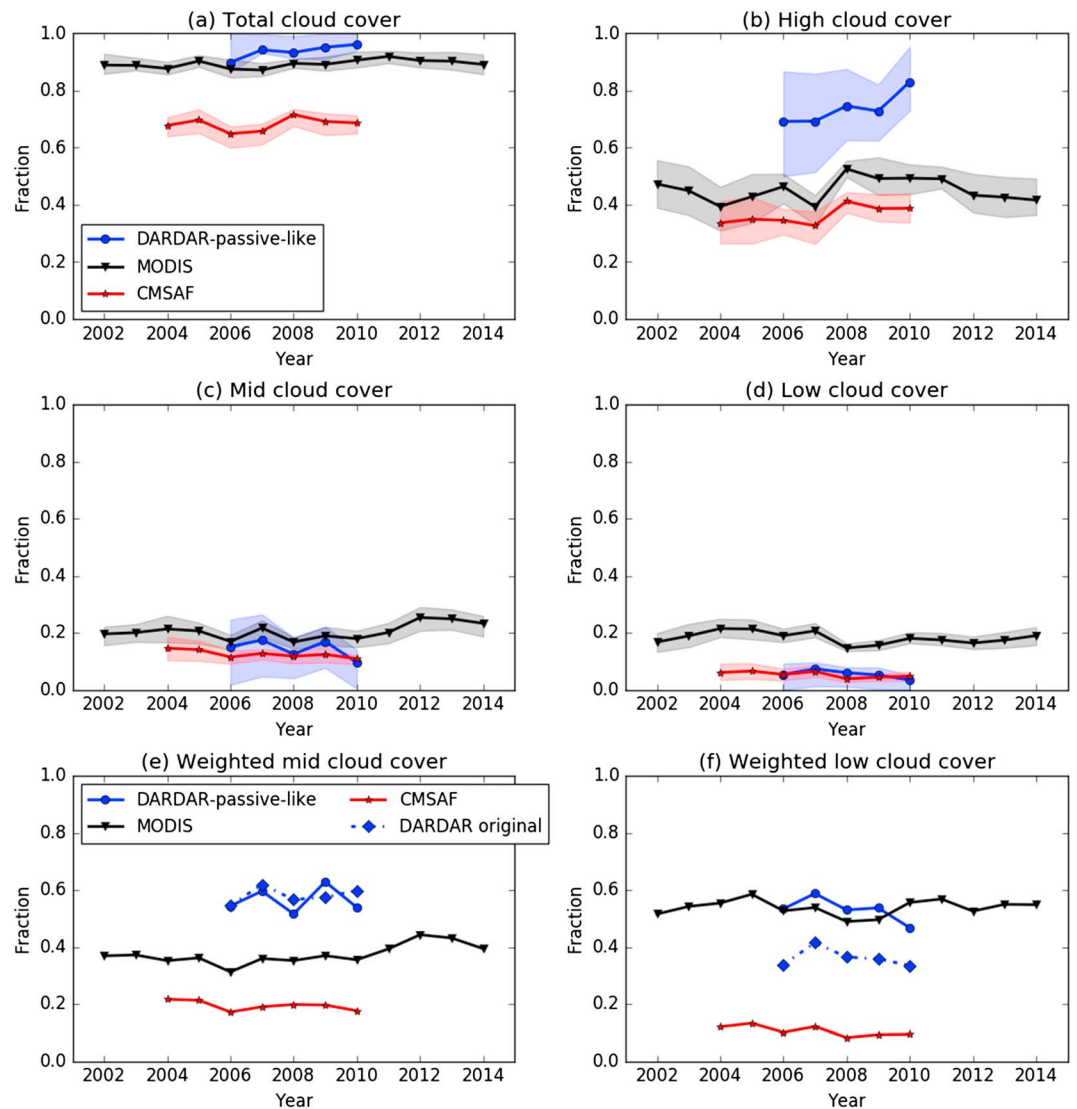 (a) Total cloud cover
1.0
0.8
0.6
0.4
0.2
0.0
Fraction
DARDAR-passive-like
MODIS
CMSAF
2002 2004 2006 2008 2010 2012 2014
Year
(b) High cloud cover
1.0
0.8
0.6
0.4
0.2
0.0
Fraction
2002 2004 2006 2008 2010 2012 2014
Year
(c) Mid cloud cover
1.0
0.8
0.6
0.4
0.2
0.0
Fraction
2002 2004 2006 2008 2010 2012 2014
Year
(d) Low cloud cover
1.0
0.8
0.6
0.4
0.2
0.0
Fraction
2002 2004 2006 2008 2010 2012 2014
Year
(e) Weighted mid cloud cover
1.0
0.8
0.6
0.4
0.2
0.0
Fraction
DARDAR-passive-like CMSAF
MODIS DARDAR original
2002 2004 2006 2008 2010 2012 2014
Year
(f) Weighted low cloud cover
1.0
0.8
0.6
0.4
0.2
0.0
Fraction
2002 2004 2006 2008 2010 2012 2014
Year